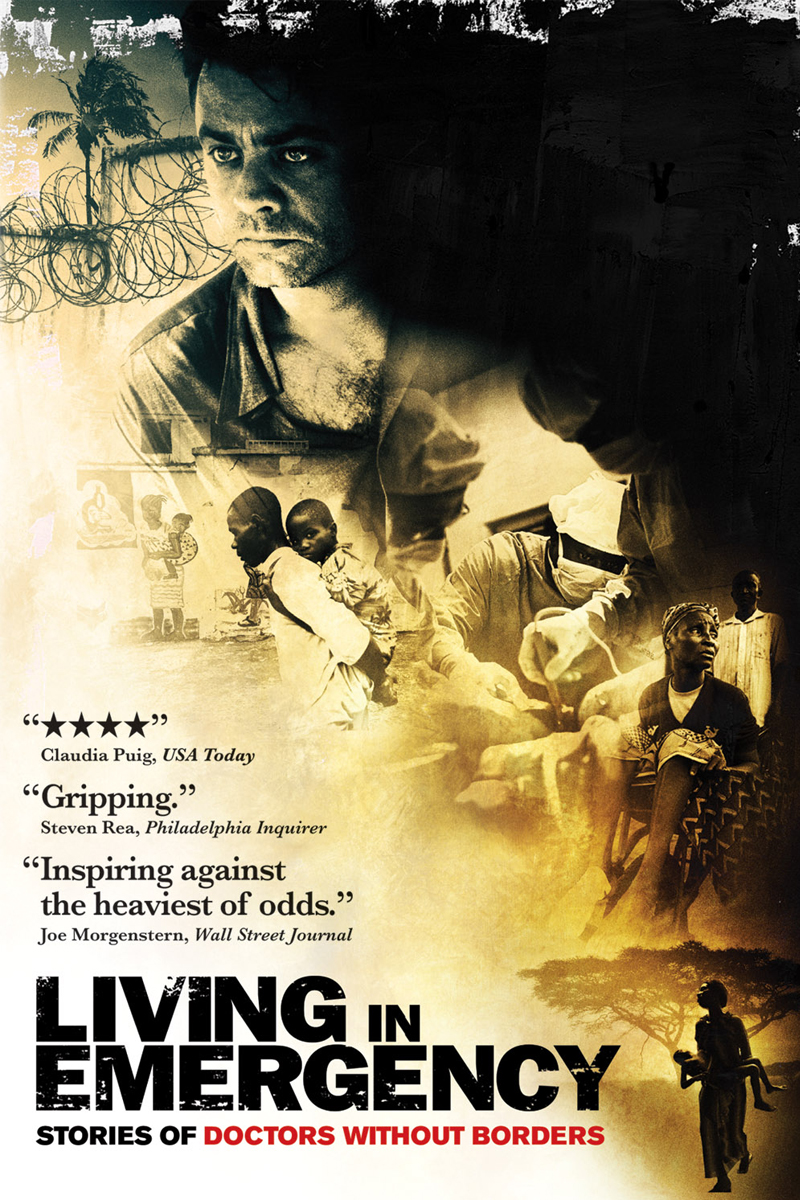 “★★★★”
Claudia Puig, USA Today
“Gripping.”
Steven Rea, Philadelphia Inquirer
“Inspiring against
the heaviest of odds.”
Joe Morgenstern, Wall Street Journal
LIVING IN
EMERGENCY
STORIES OF DOCTORS WITHOUT BORDERS